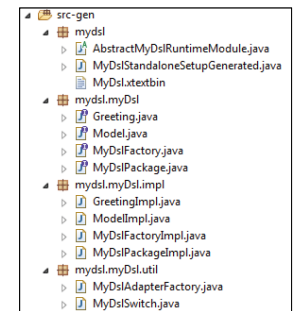 src-gen
mydsl
AbstractMyDslRuntimeModule.java
MyDslStandaloneSetupGenerated.java
MyDsl.xtextbin
mydsl.myDsl
Greeting.java
Model.java
MyDslFactory.java
MyDslPackage.java
mydsl.myDsl.impl
GreetingImpl.java
ModelImpl.java
MyDslFactoryImpl.java
MyDslPackageImpl.java
mydsl.myDsl.util
MyDslAdapterFactory.java
MyDslSwitch.java